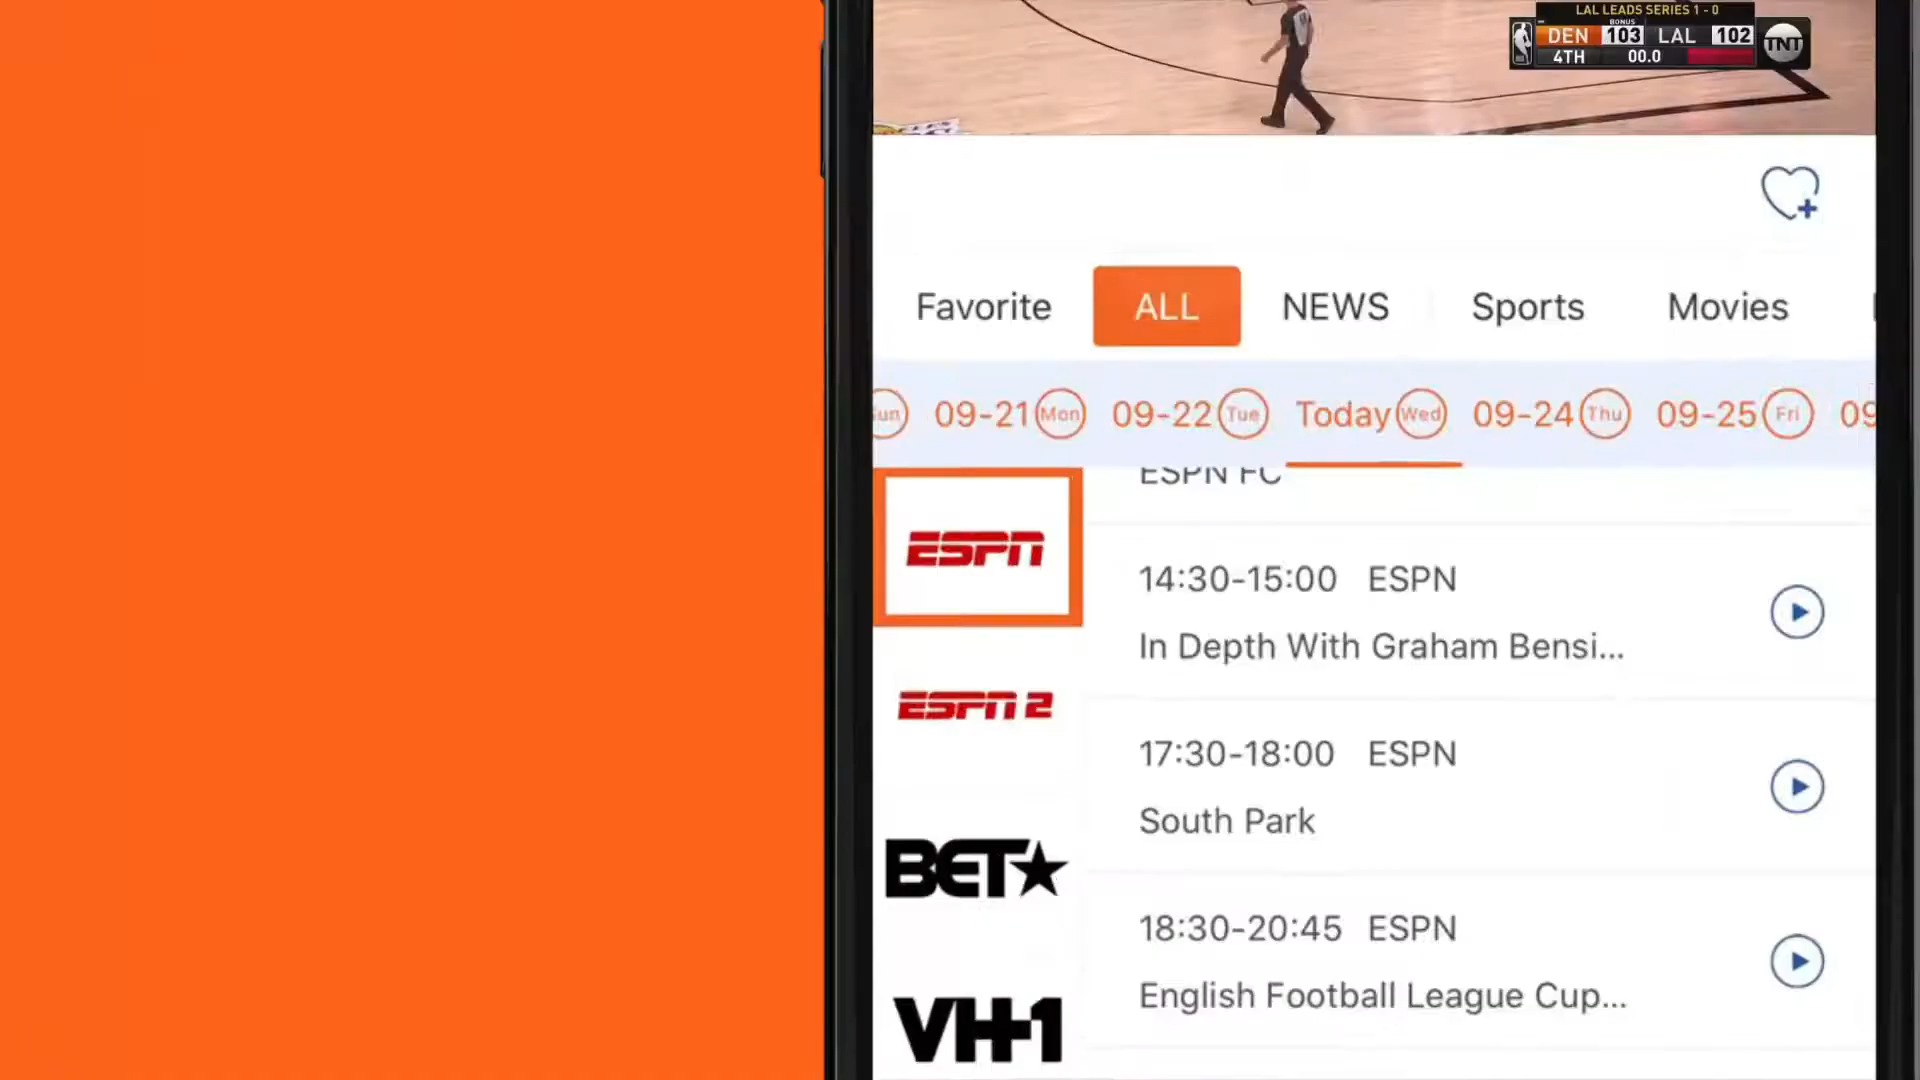 LAL LEADS SERIES 1 - 0
BONUS
DEN 103 LAL 102
4TH 00.0
TNT
Favorite ALL NEWS Sports Movies
09-21 Mon 09-22 Tue Today Wed 09-24 Thu 09-25 Fri 09
ESPN FC
ESPN
14:30-15:00 ESPN
In Depth With Graham Bensi...
ESPN 2
17:30-18:00 ESPN
South Park
BET
18:30-20:45 ESPN
English Football League Cup...
VH1